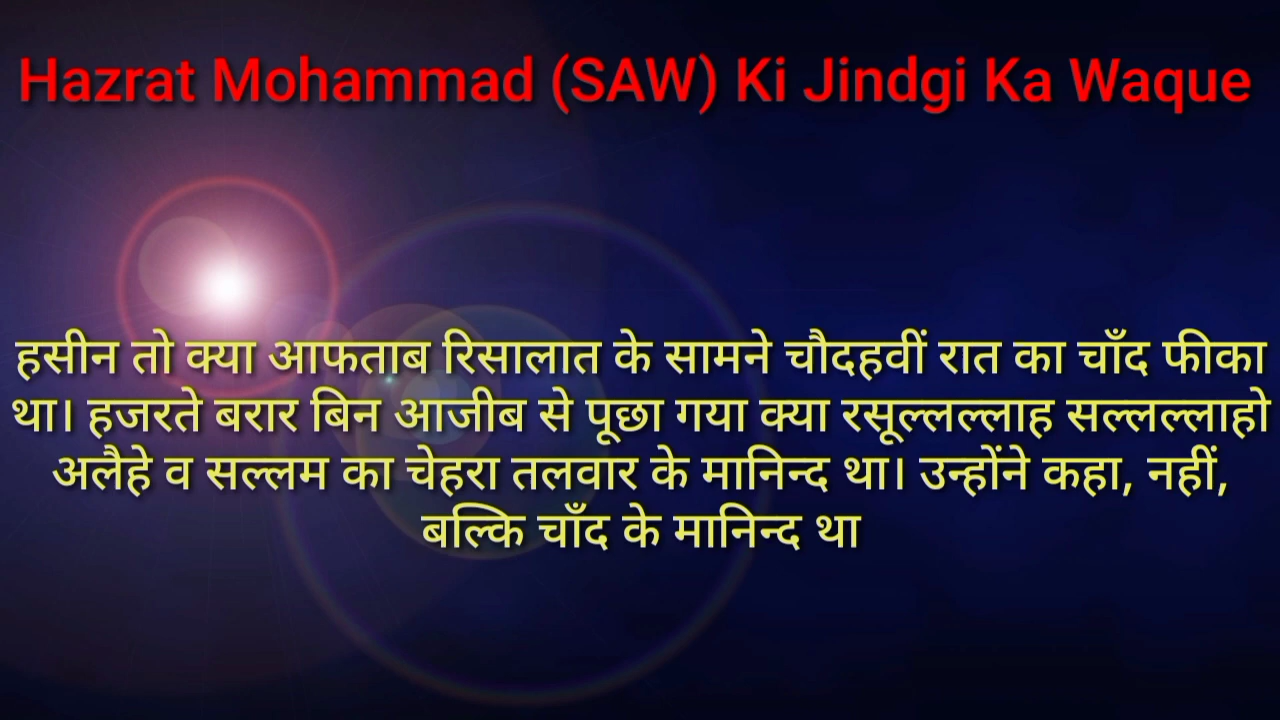 Hazrat Mohammad (SAW) Ki Jindgi Ka Waque
हसीन तो क्या आफताब रिसालात के सामने चौदहवीं रात का चाँद फीका
था। हजरते बरार बिन आजीब से पूछा गया क्या रसूल्लल्लाह सल्लल्लाहो
अलैहे व सल्लम का चेहरा तलवार के मानिन्द था। उन्होंने कहा, नहीं,
बल्कि चाँद के मानिन्द था